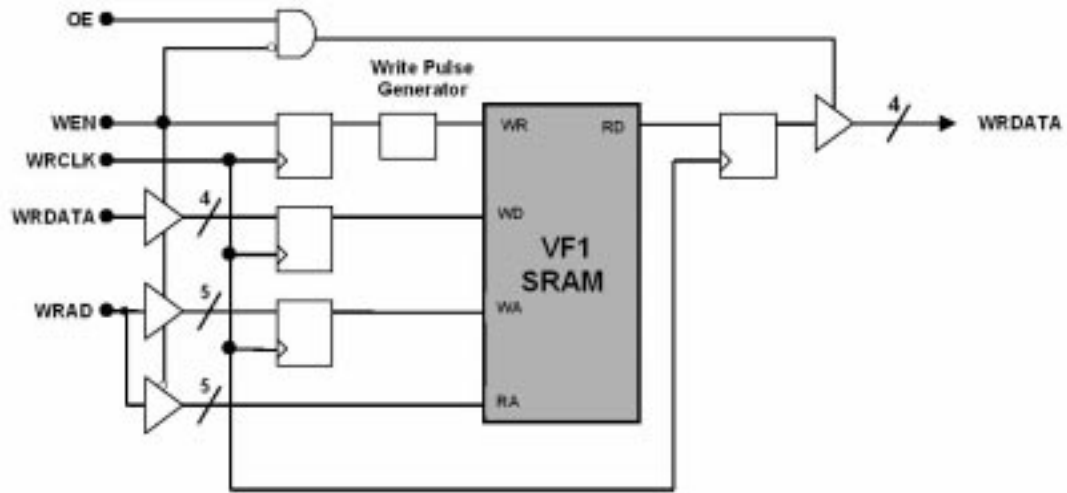 OE
Write Pulse
Generator
WEN
WR
RD
4
WRDATA
WRCLK
4
WRDATA
WD
VF1
SRAM
5
WRAD
WA
5
RA